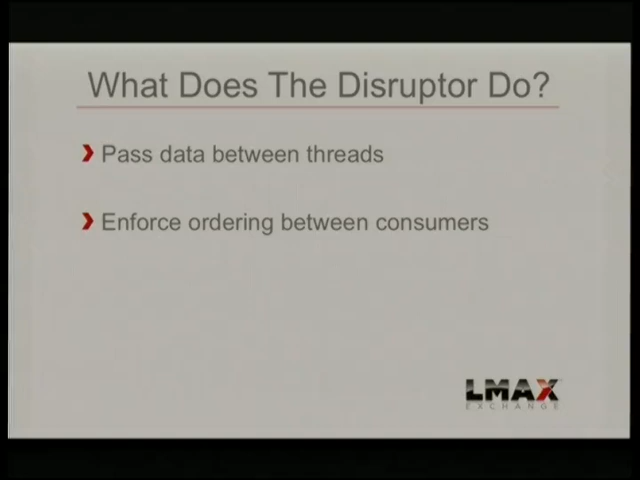 What Does The Disruptor Do?
Pass data between threads
Enforce ordering between consumers
LMAX
EXCHANGE